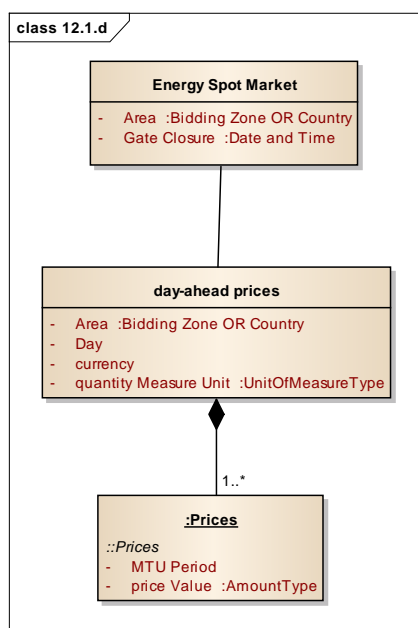 class 12.1.d
Energy Spot Market
- Area :Bidding Zone OR Country
- Gate Closure :Date and Time
day-ahead prices
- Area :Bidding Zone OR Country
- Day
- currency
- quantity Measure Unit :UnitOfMeasureType
1..*
:Prices
::Prices
- MTU Period
- price Value :AmountType